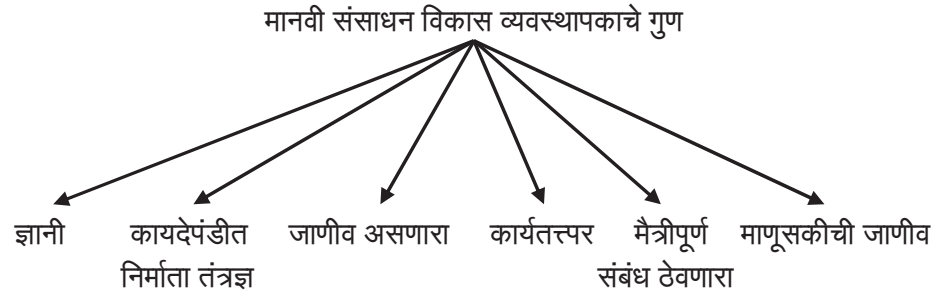 मानवी संसाधन विकास व्यवस्थापकाचे गुण
ज्ञानी कायदेपंडीत जाणीव असणारा कार्यतत्त्पर मैत्रीपूर्ण माणूसकीची जाणीव
निर्माता तंत्रज्ञ संबंध ठेवणारा